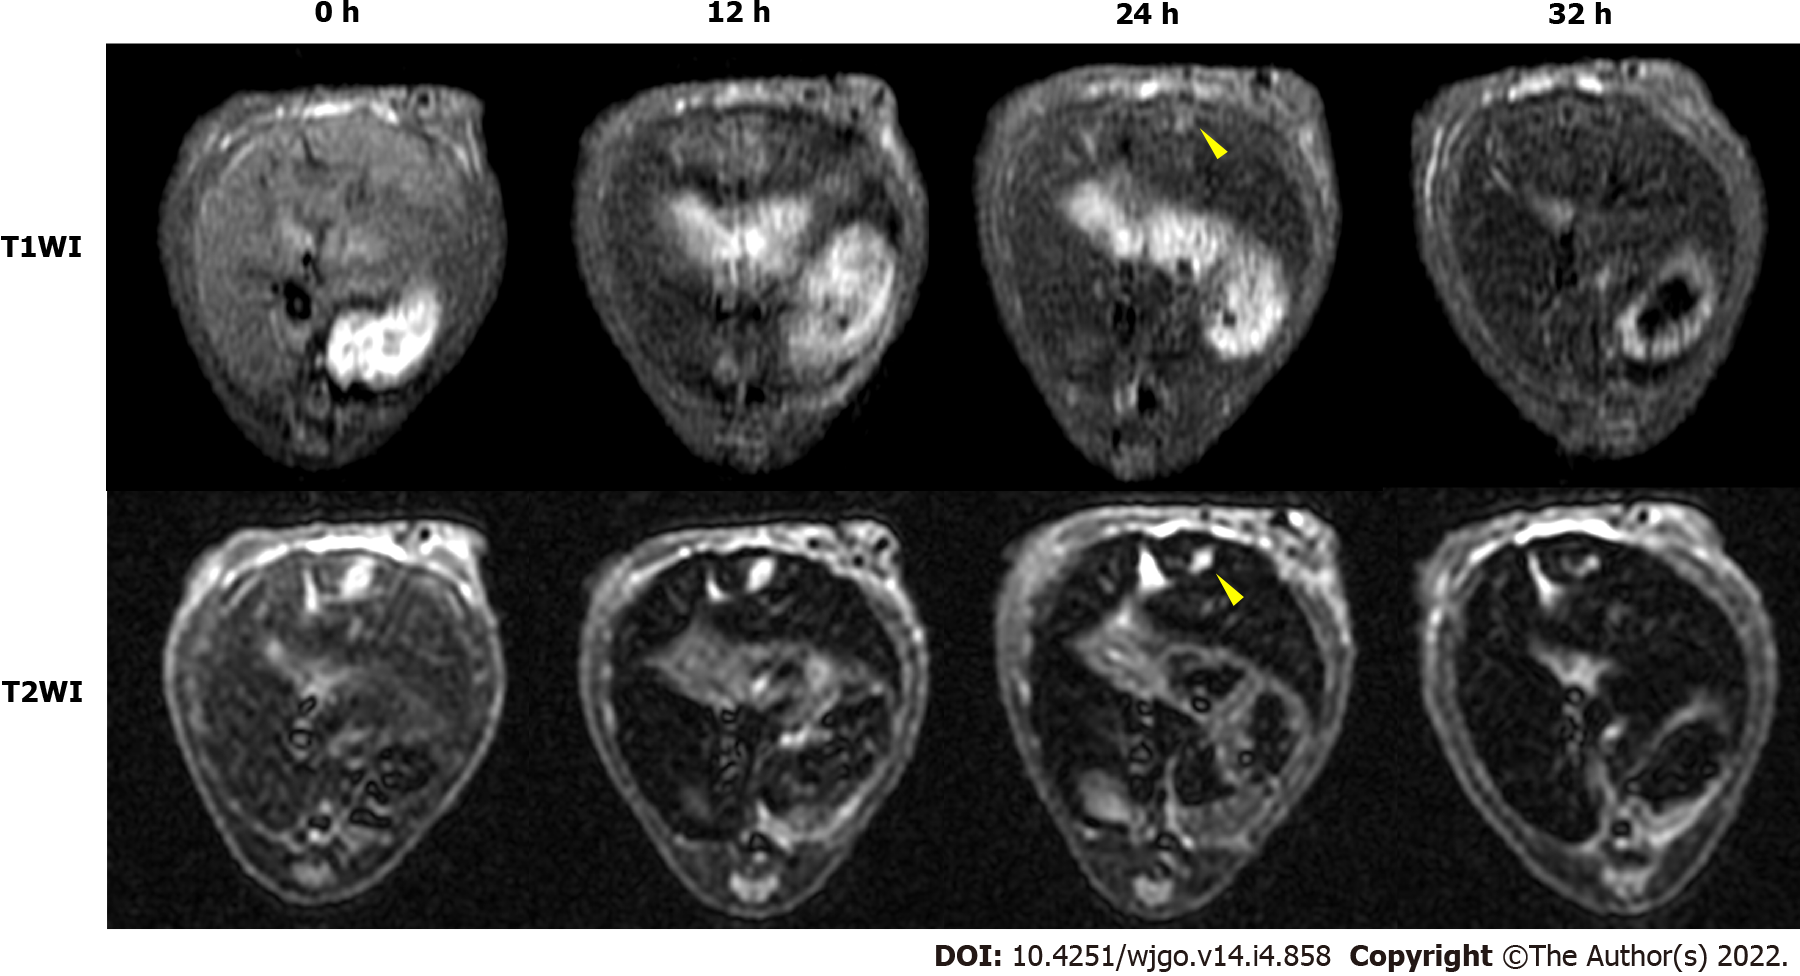 0 h 12 h 24 h 32 h
T1WI
T2WI
DOI: 10.4251/wjgo.v14.i4.858 Copyright ©The Author(s) 2022.